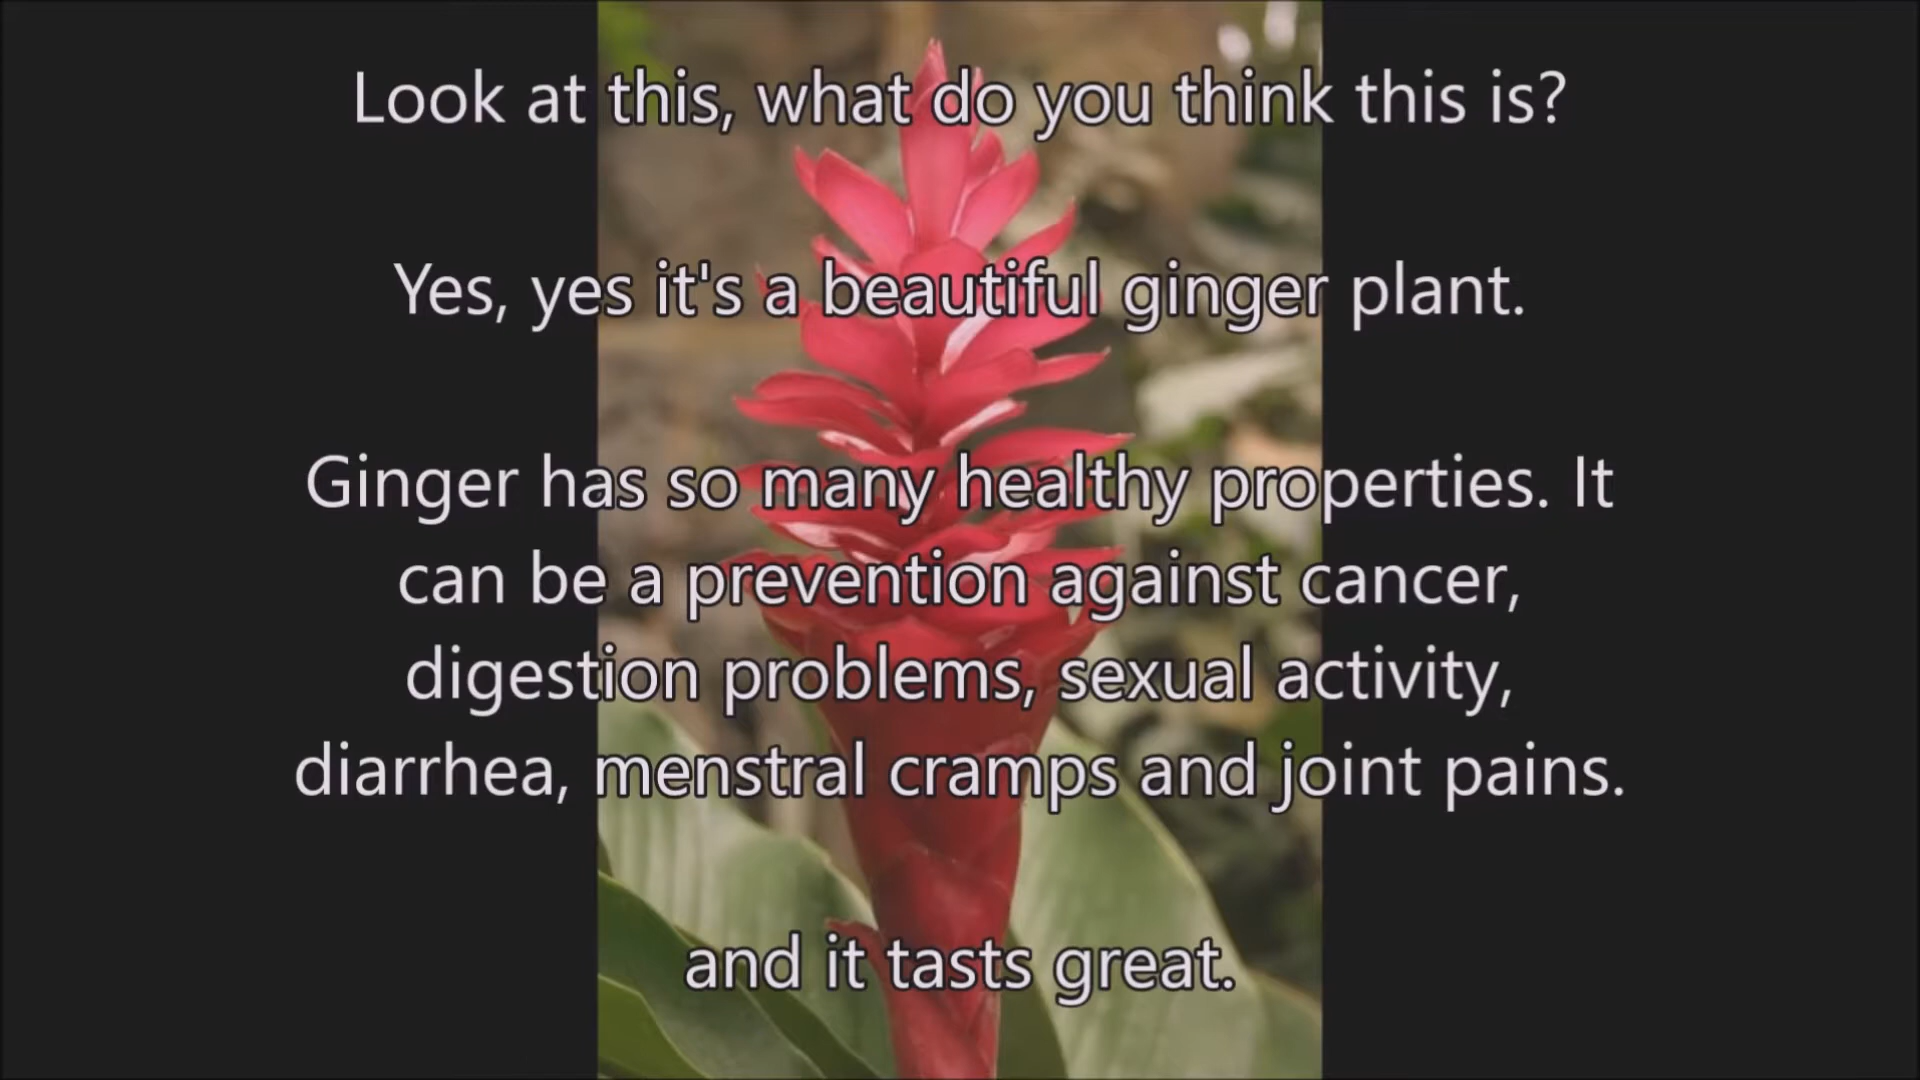 Look at this, what do you think this is?
Yes, yes it's a beautiful ginger plant.
Ginger has so many healthy properties. It
can be a prevention against cancer,
digestion problems, sexual activity,
diarrhea, menstral cramps and joint pains.
and it tasts great.